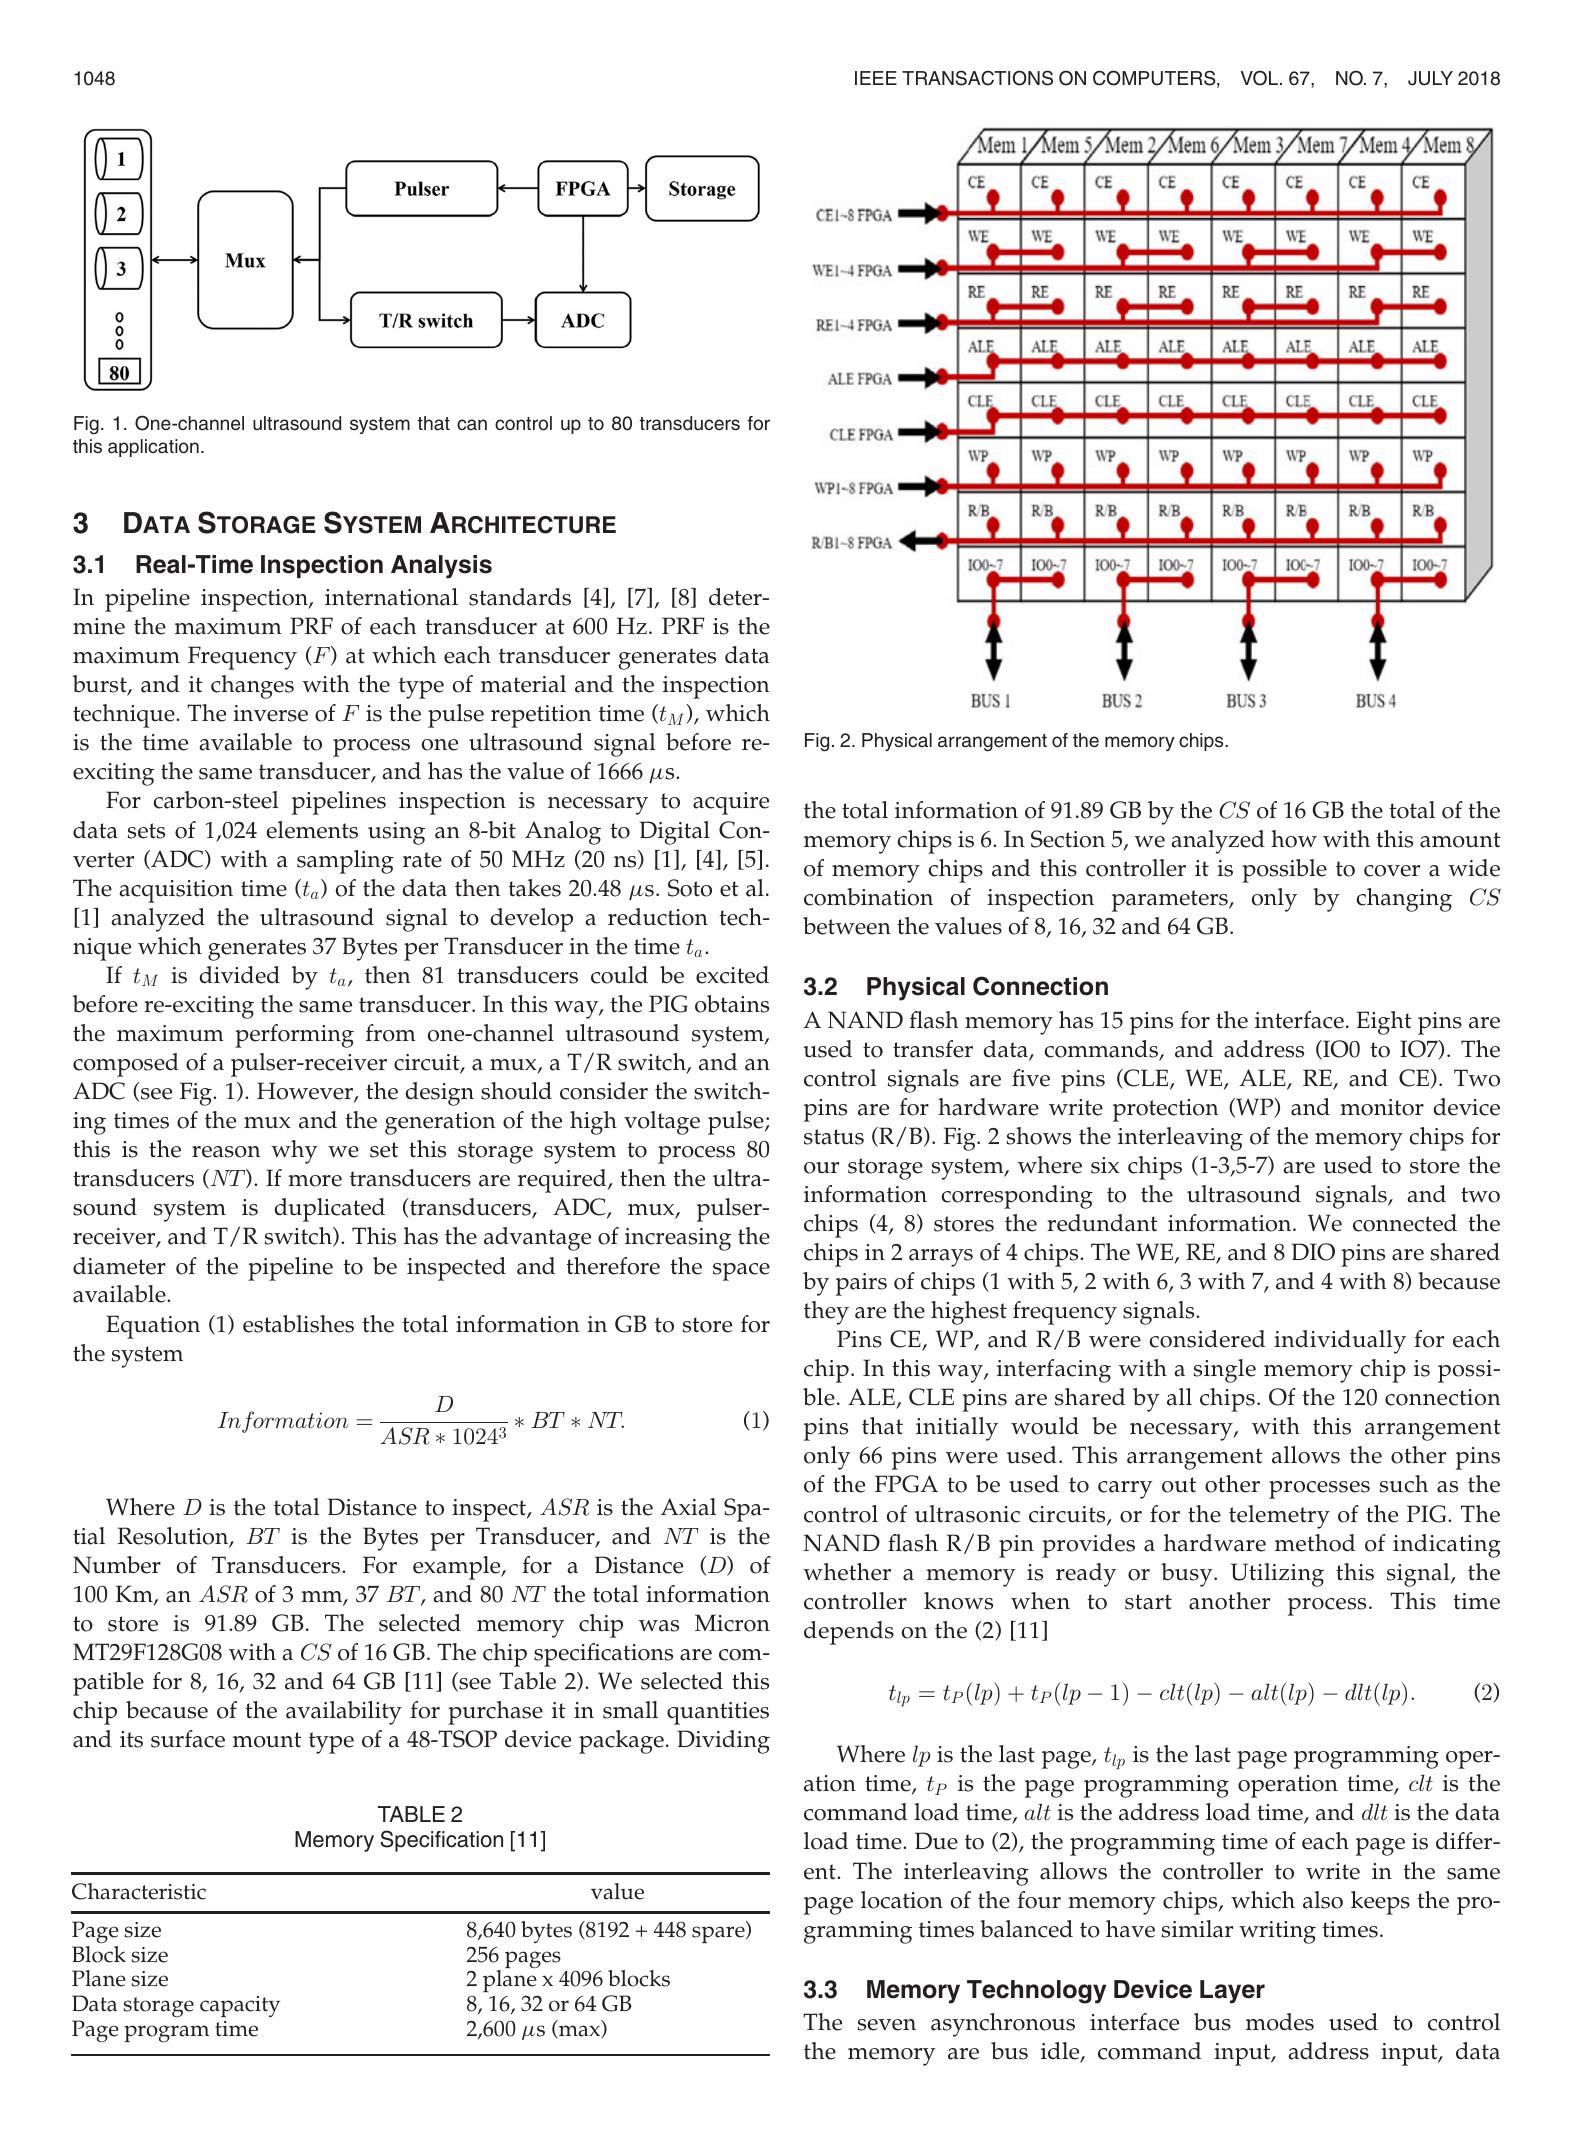 1048
IEEE TRANSACTIONS ON COMPUTERS, VOL. 67, NO. 7, JULY 2018
1
2
3
80
Mux
Pulser
FPGA
Storage
T/R switch
ADC
Fig. 1. One-channel ultrasound system that can control up to 80 transducers for
this application.
3 DATA STORAGE SYSTEM ARCHITECTURE
3.1 Real-Time Inspection Analysis
In pipeline inspection, international standards [4], [7], [8] deter-
mine the maximum PRF of each transducer at 600 Hz. PRF is the
maximum Frequency (F) at which each transducer generates data
burst, and it changes with the type of material and the inspection
technique. The inverse of F is the pulse repetition time (t_M), which
is the time available to process one ultrasound signal before re-
exciting the same transducer, and has the value of 1666 μs.
For carbon-steel pipelines inspection is necessary to acquire
data sets of 1,024 elements using an 8-bit Analog to Digital Con-
verter (ADC) with a sampling rate of 50 MHz (20 ns) [1], [4], [5].
The acquisition time (t_a) of the data then takes 20.48 μs. Soto et al.
[1] analyzed the ultrasound signal to develop a reduction tech-
nique which generates 37 Bytes per Transducer in the time t_a.
If t_M is divided by t_a, then 81 transducers could be excited
before re-exciting the same transducer. In this way, the PIG obtains
the maximum performing from one-channel ultrasound system,
composed of a pulser-receiver circuit, a mux, a T/R switch, and an
ADC (see Fig. 1). However, the design should consider the switch-
ing times of the mux and the generation of the high voltage pulse;
this is the reason why we set this storage system to process 80
transducers (NT). If more transducers are required, then the ultra-
sound system is duplicated (transducers, ADC, mux, pulser-
receiver, and T/R switch). This has the advantage of increasing the
diameter of the pipeline to be inspected and therefore the space
available.
Equation (1) establishes the total information in GB to store for
the system
Information = D / (ASR * 1024³) * BT * NT. (1)
Where D is the total Distance to inspect, ASR is the Axial Spa-
tial Resolution, BT is the Bytes per Transducer, and NT is the
Number of Transducers. For example, for a Distance (D) of
100 Km, an ASR of 3 mm, 37 BT, and 80 NT the total information
to store is 91.89 GB. The selected memory chip was Micron
MT29F128G08 with a CS of 16 GB. The chip specifications are com-
patible for 8, 16, 32 and 64 GB [11] (see Table 2). We selected this
chip because of the availability for purchase it in small quantities
and its surface mount type of a 48-TSOP device package. Dividing
TABLE 2
Memory Specification [11]
Characteristic value
Page size 8,640 bytes (8192 + 448 spare)
Block size 256 pages
Plane size 2 plane x 4096 blocks
Data storage capacity 8, 16, 32 or 64 GB
Page program time 2,600 μs (max)
Mem 1 Mem 5 Mem 2 Mem 6 Mem 3 Mem 7 Mem 4 Mem 8
CE CE CE CE CE CE CE CE
CE1~8 FPGA
WE WE WE WE WE WE WE WE
WE1~4 FPGA
RE RE RE RE RE RE RE RE
RE1~4 FPGA
ALE ALE ALE ALE ALE ALE ALE ALE
ALE FPGA
CLE CLE CLE CLE CLE CLE CLE CLE
CLE FPGA
WP WP WP WP WP WP WP WP
WP1~8 FPGA
R/B R/B R/B R/B R/B R/B R/B R/B
R/B1~8 FPGA
IO0~7 IO0~7 IO0~7 IO0~7 IO0~7 IO0~7 IO0~7 IO0~7
BUS 1 BUS 2 BUS 3 BUS 4
Fig. 2. Physical arrangement of the memory chips.
the total information of 91.89 GB by the CS of 16 GB the total of the
memory chips is 6. In Section 5, we analyzed how with this amount
of memory chips and this controller it is possible to cover a wide
combination of inspection parameters, only by changing CS
between the values of 8, 16, 32 and 64 GB.
3.2 Physical Connection
A NAND flash memory has 15 pins for the interface. Eight pins are
used to transfer data, commands, and address (IO0 to IO7). The
control signals are five pins (CLE, WE, ALE, RE, and CE). Two
pins are for hardware write protection (WP) and monitor device
status (R/B). Fig. 2 shows the interleaving of the memory chips for
our storage system, where six chips (1-3,5-7) are used to store the
information corresponding to the ultrasound signals, and two
chips (4, 8) stores the redundant information. We connected the
chips in 2 arrays of 4 chips. The WE, RE, and 8 DIO pins are shared
by pairs of chips (1 with 5, 2 with 6, 3 with 7, and 4 with 8) because
they are the highest frequency signals.
Pins CE, WP, and R/B were considered individually for each
chip. In this way, interfacing with a single memory chip is possi-
ble. ALE, CLE pins are shared by all chips. Of the 120 connection
pins that initially would be necessary, with this arrangement
only 66 pins were used. This arrangement allows the other pins
of the FPGA to be used to carry out other processes such as the
control of ultrasonic circuits, or for the telemetry of the PIG. The
NAND flash R/B pin provides a hardware method of indicating
whether a memory is ready or busy. Utilizing this signal, the
controller knows when to start another process. This time
depends on the (2) [11]
t_lp = t_P(lp) + t_P(lp − 1) − clt(lp) − alt(lp) − dlt(lp). (2)
Where lp is the last page, t_lp is the last page programming oper-
ation time, t_P is the page programming operation time, clt is the
command load time, alt is the address load time, and dlt is the data
load time. Due to (2), the programming time of each page is differ-
ent. The interleaving allows the controller to write in the same
page location of the four memory chips, which also keeps the pro-
gramming times balanced to have similar writing times.
3.3 Memory Technology Device Layer
The seven asynchronous interface bus modes used to control
the memory are bus idle, command input, address input, data